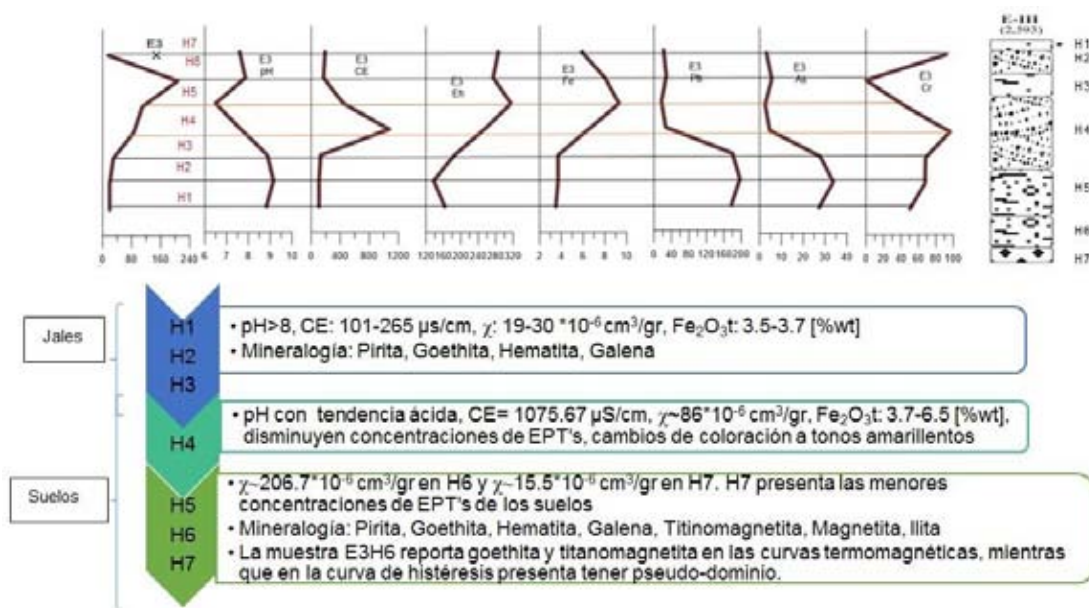 E-III
(2,593)
E3
χ
E3
pH
E3
CE
E3
Eh
E3
Fe
E3
Pb
E3
As
E3
Cr
H7
H6
H5
H4
H3
H2
H1
H1
H2
H3
H4
H5
H6
H7
0 80 160 240
6 7 8 9 10
0 400 800 1200
120 160 200 240 280 320
2 4 6 8 10
0 40 80 120 160 200
0 10 20 30 40
0 20 40 60 80 100
Jales
H1
H2
H3
• pH>8, CE: 101-265 µs/cm, χ: 19-30 *10⁻⁶ cm³/gr, Fe₂O₃t: 3.5-3.7 [%wt]
• Mineralogía: Pirita, Goethita, Hematita, Galena
H4
• pH con tendencia ácida, CE= 1075.67 µS/cm, χ~86*10⁻⁶ cm³/gr, Fe₂O₃t: 3.7-6.5 [%wt],
disminuyen concentraciones de EPT's, cambios de coloración a tonos amarillentos
Suelos
H5
H6
H7
• χ~206.7*10⁻⁶ cm³/gr en H6 y χ~15.5*10⁻⁶ cm³/gr en H7. H7 presenta las menores
concentraciones de EPT's de los suelos
• Mineralogía: Pirita, Goethita, Hematita, Galena, Titinomagnetita, Magnetita, Ilita
• La muestra E3H6 reporta goethita y titanomagnetita en las curvas termomagnéticas, mientras
que en la curva de histéresis presenta tener pseudo-dominio.